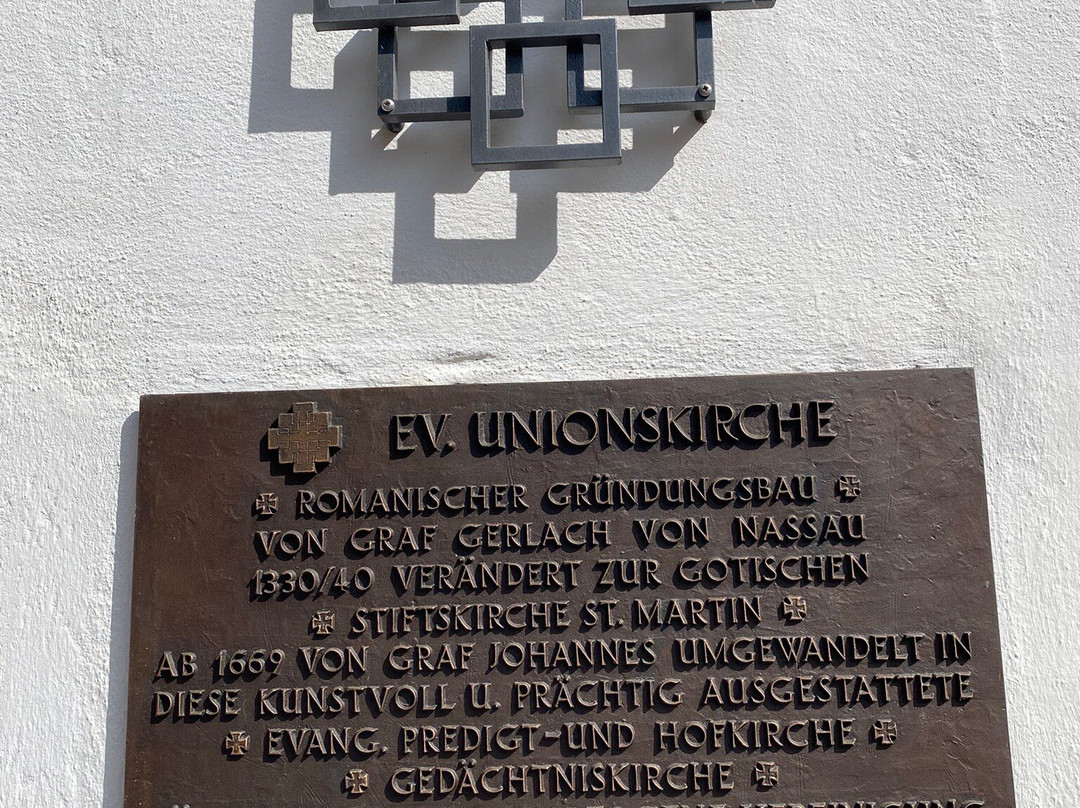 EV. UNIONSKIRCHE
ROMANISCHER GRÜNDUNGSBAU
VON GRAF GERLACH VON NASSAU
1330/40 VERÄNDERT ZUR GOTISCHEN
STIFTSKIRCHE ST. MARTIN
AB 1669 VON GRAF JOHANNES UMGEWANDELT IN
DIESE KUNSTVOLL U. PRÄCHTIG AUSGESTATTETE
EVANG. PREDIGT-UND HOFKIRCHE
GEDÄCHTNISKIRCHE